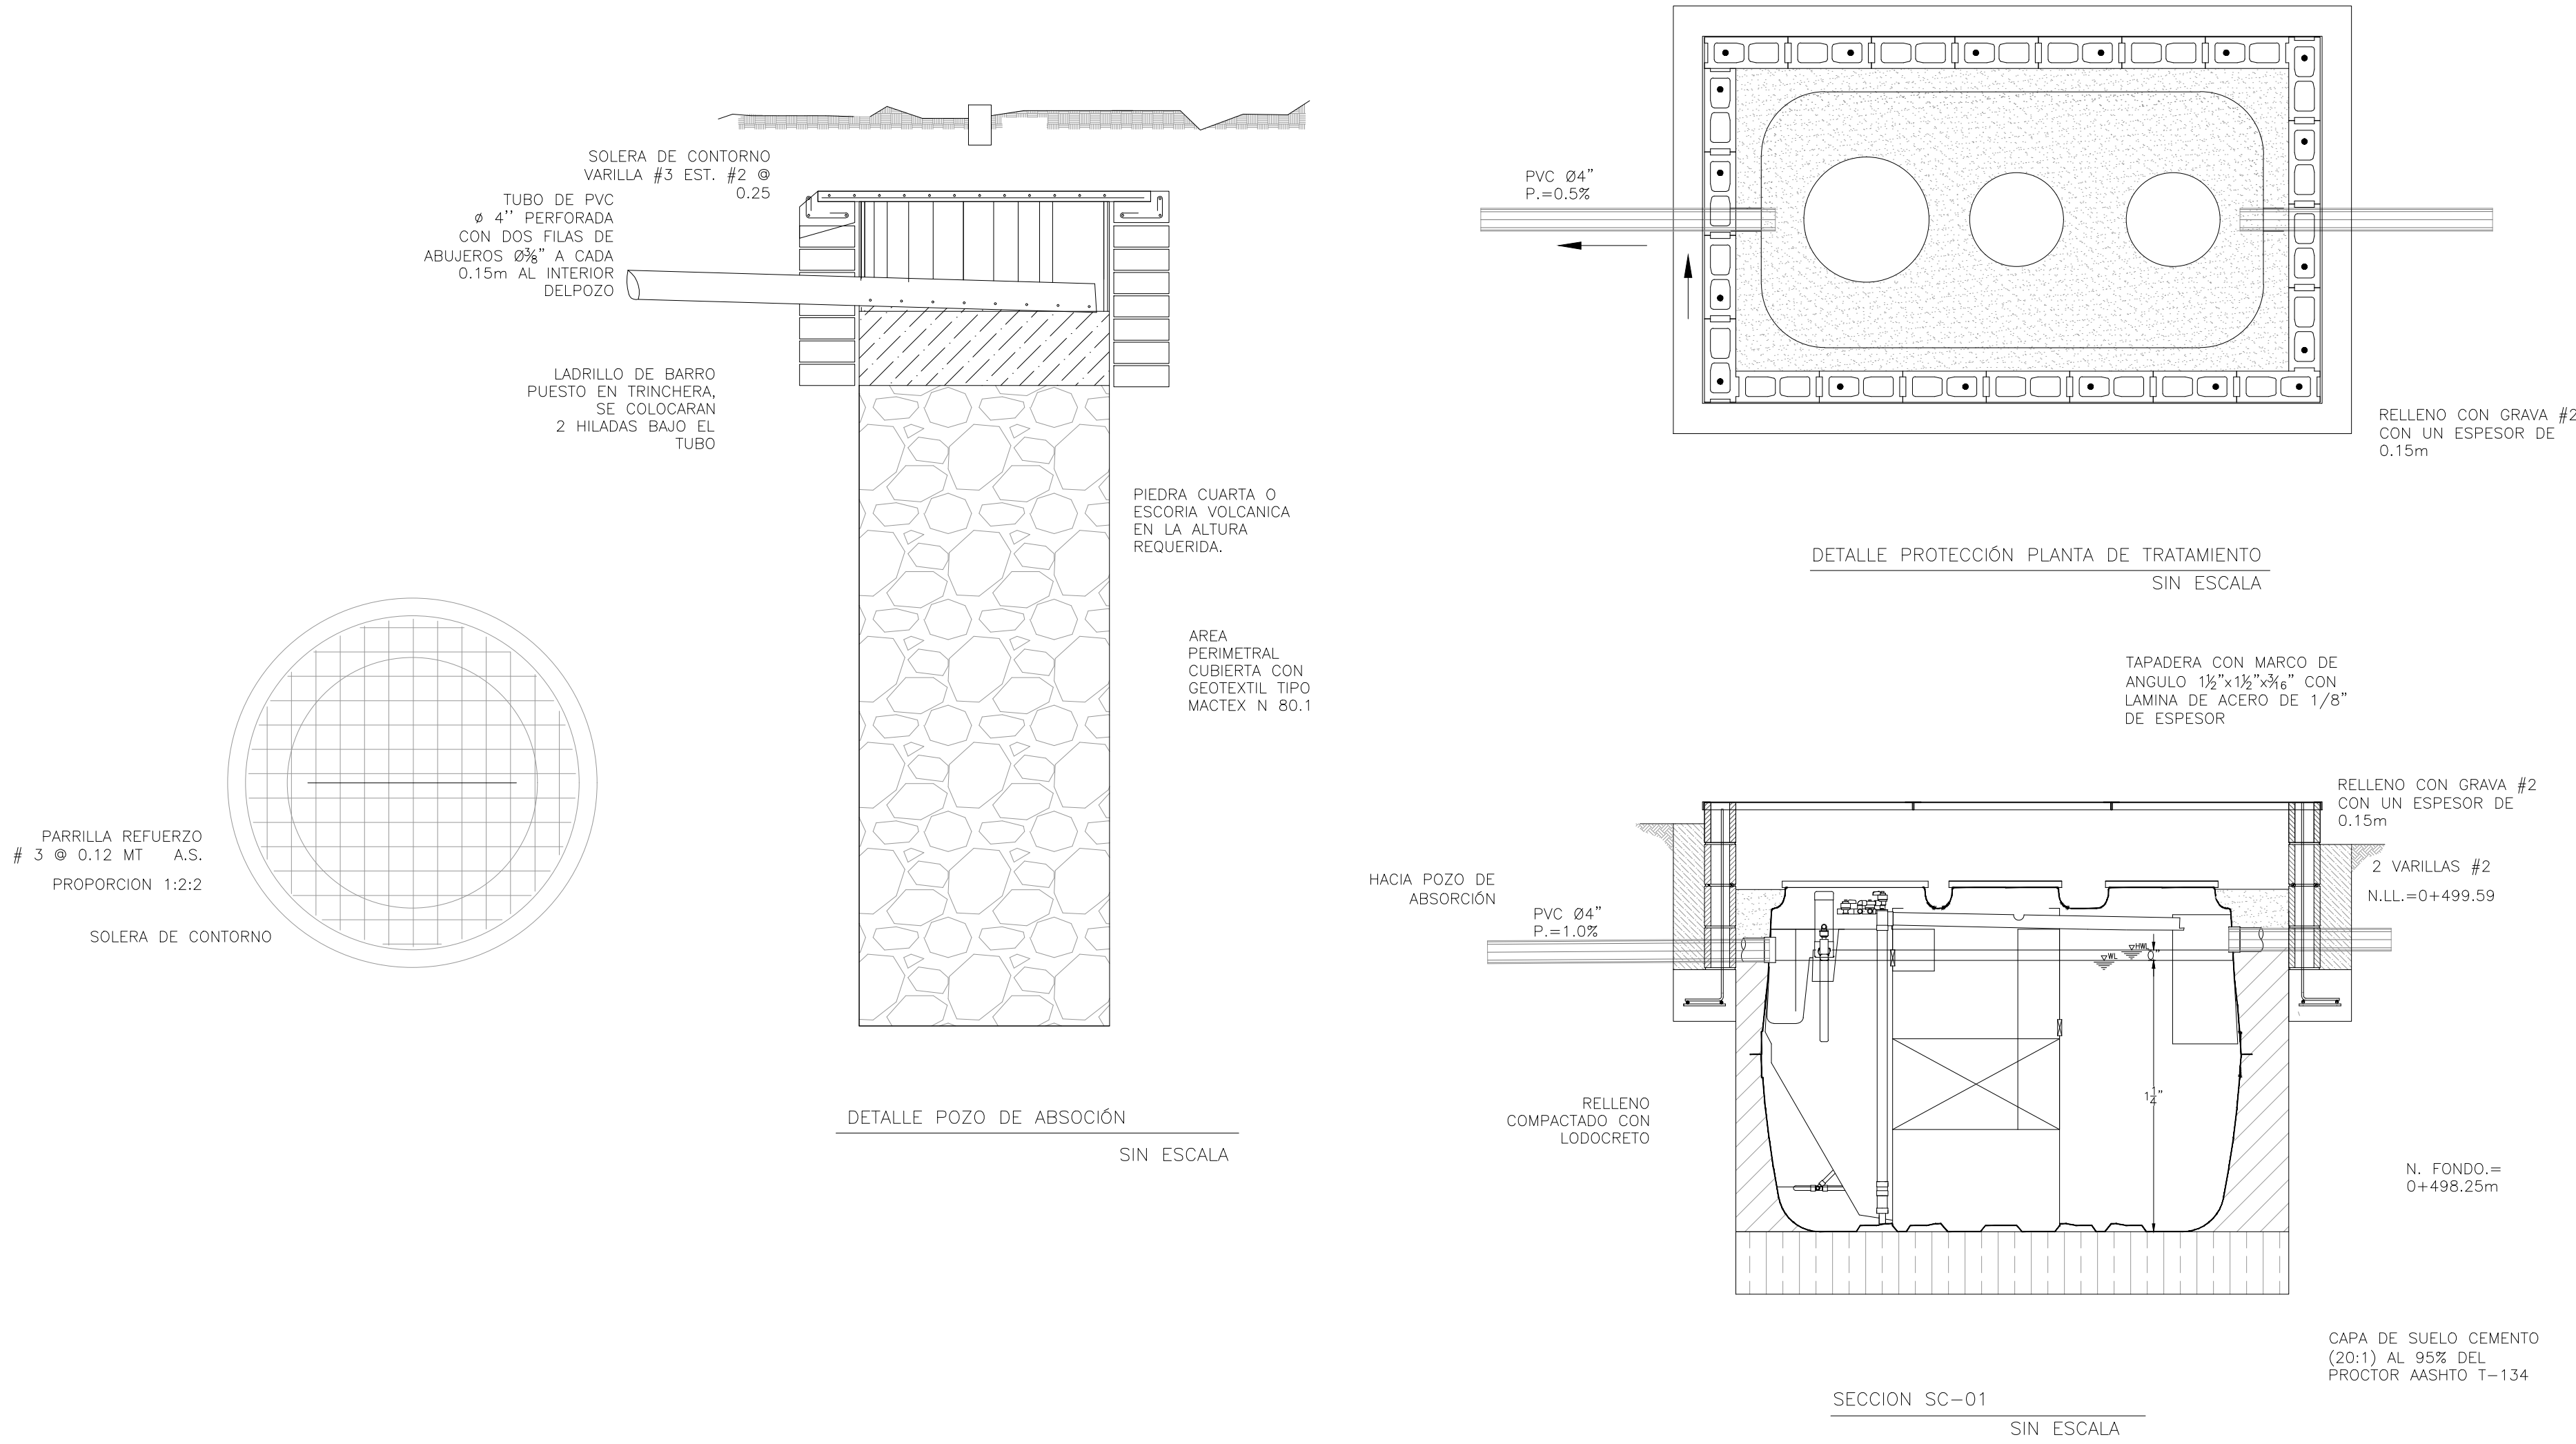 SOLERA DE CONTORNO
VARILLA #3 EST. #2 @
0.25
TUBO DE PVC
ø 4'' PERFORADA
CON DOS FILAS DE
ABUJEROS Ø⅜" A CADA
0.15m AL INTERIOR
DELPOZO
LADRILLO DE BARRO
PUESTO EN TRINCHERA,
SE COLOCARAN
2 HILADAS BAJO EL
TUBO
PIEDRA CUARTA O
ESCORIA VOLCANICA
EN LA ALTURA
REQUERIDA.
AREA
PERIMETRAL
CUBIERTA CON
GEOTEXTIL TIPO
MACTEX N 80.1
PARRILLA REFUERZO
# 3 @ 0.12 MT A.S.
PROPORCION 1:2:2
SOLERA DE CONTORNO
DETALLE POZO DE ABSOCIÓN
SIN ESCALA
PVC Ø4"
P.=0.5%
RELLENO CON GRAVA #2
CON UN ESPESOR DE
0.15m
DETALLE PROTECCIÓN PLANTA DE TRATAMIENTO
SIN ESCALA
TAPADERA CON MARCO DE
ANGULO 1½"x1½"x3/16" CON
LAMINA DE ACERO DE 1/8"
DE ESPESOR
RELLENO CON GRAVA #2
CON UN ESPESOR DE
0.15m
2 VARILLAS #2
N.LL.=0+499.59
HACIA POZO DE
ABSORCIÓN
PVC Ø4"
P.=1.0%
HWL
WL
1¼"
RELLENO
COMPACTADO CON
LODOCRETO
N. FONDO.=
0+498.25m
CAPA DE SUELO CEMENTO
(20:1) AL 95% DEL
PROCTOR AASHTO T-134
SECCION SC-01
SIN ESCALA